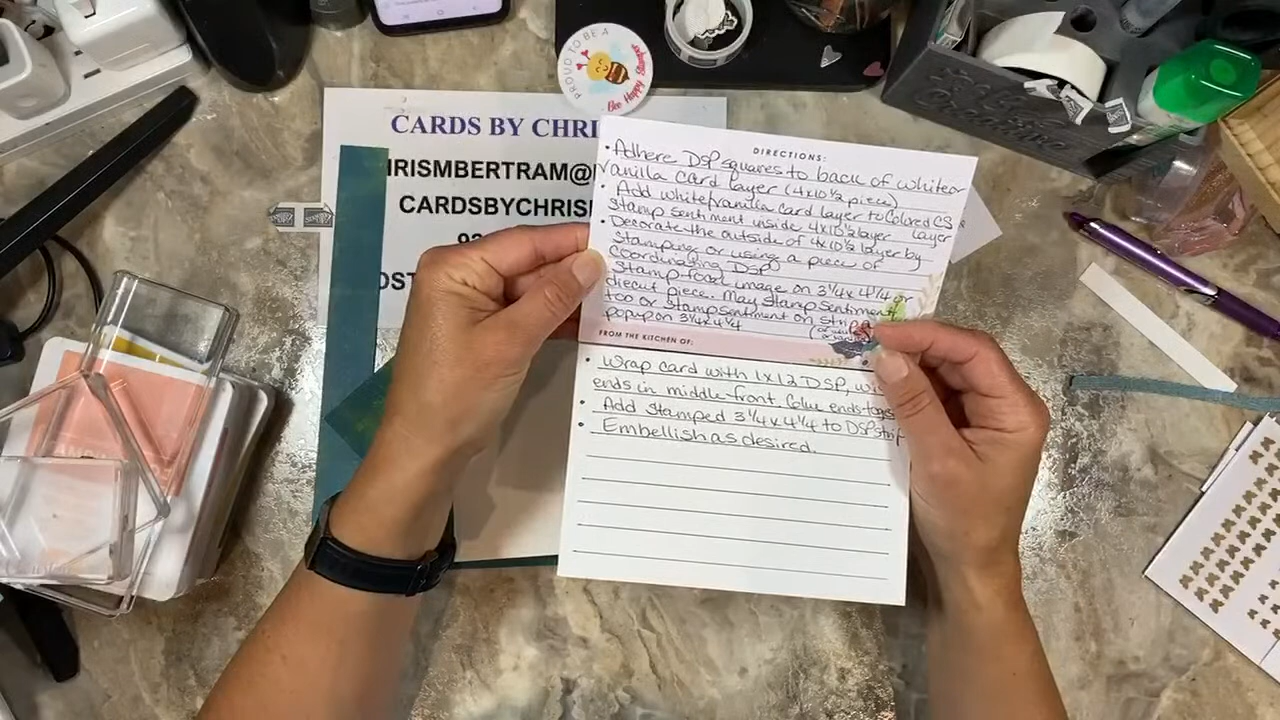 PROUD TO BE A
Bee Happy Stamper
CARDS BY CHRI
HRISMBERTRAM@
CARDSBYCHRIS
DIRECTIONS:
• Adhere DSP squares to back of white or
Vanilla Card layer (4x10½ piece)
• Add white/vanilla Card layer to Colored CS
stamp sentiment inside 4x10½ layer layer
• Decorate the outside of 4x10½ layer by
stamping or using a piece of
coordinating DSP
Stamp focal image on 3¼x4¼ or
diecut piece. May stamp sentiment
too or stamp sentiment on strip
popup on 3¼x4¼
FROM THE KITCHEN OF:
• Wrap card with 1x12 DSP, w
ends in middle front. Glue ends tog
• Add stamped 3¼x4¼ to DSP strip
• Embellish as desired.